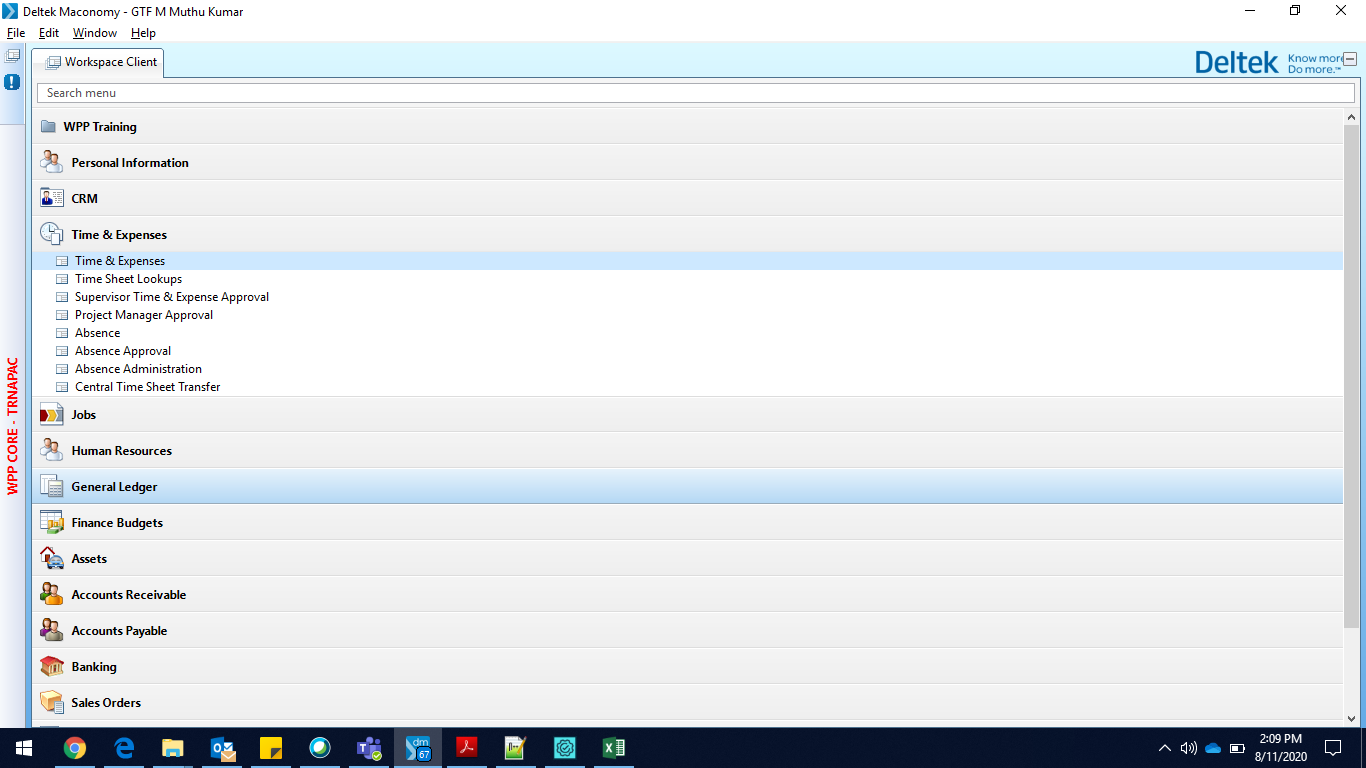 Deltek Maconomy - GTF M Muthu Kumar
File Edit Window Help
Workspace Client
Deltek Know more Do more.™
Search menu
WPP Training
Personal Information
CRM
Time & Expenses
Time & Expenses
Time Sheet Lookups
Supervisor Time & Expense Approval
Project Manager Approval
Absence
Absence Approval
Absence Administration
Central Time Sheet Transfer
WPP CORE - TRNAPAC
Jobs
Human Resources
General Ledger
Finance Budgets
Assets
Accounts Receivable
Accounts Payable
Banking
Sales Orders
dm
67
2:09 PM
8/11/2020